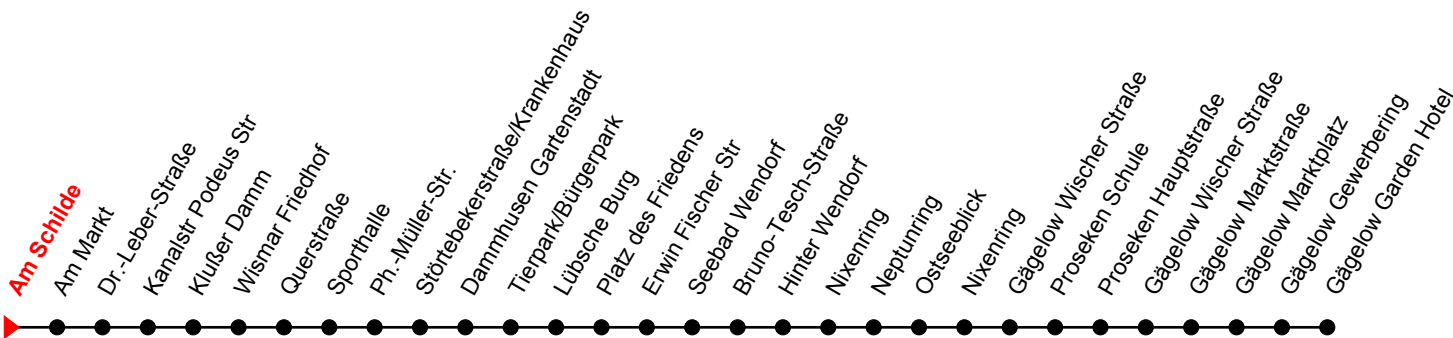 Am Schilde
Am Markt
Dr.-Leber-Straße
Kanalstr Podeus Str
Klußer Damm
Wismar Friedhof
Querstraße
Sporthalle
Ph.-Müller-Str.
Störtebekerstraße/Krankenhaus
Dammhusen Gartenstadt
Tierpark/Bürgerpark
Lübsche Burg
Platz des Friedens
Erwin Fischer Str
Seebad Wendorf
Bruno-Tesch-Straße
Hinter Wendorf
Nixenring
Neptunring
Ostseeblick
Nixenring
Gägelow Wischer Straße
Proseken Schule
Proseken Hauptstraße
Gägelow Wischer Straße
Gägelow Marktstraße
Gägelow Marktplatz
Gägelow Gewerbering
Gägelow Garden Hotel